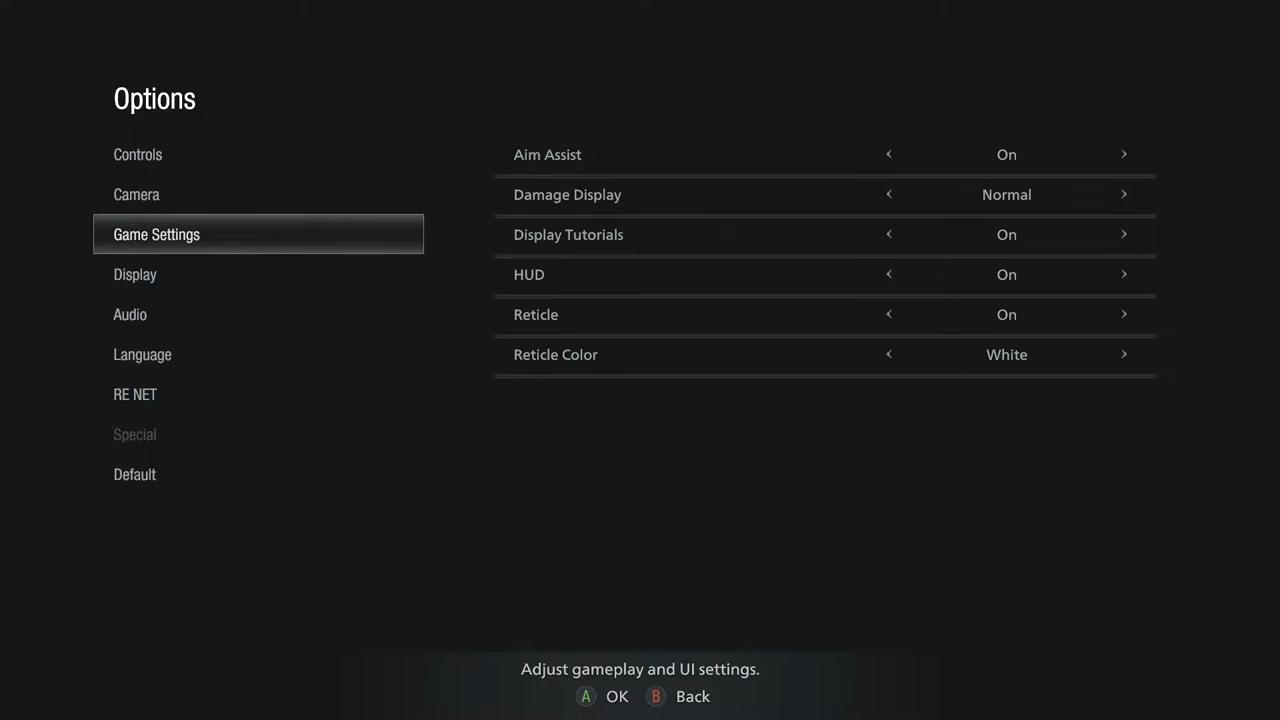 Options
Controls
Camera
Game Settings
Display
Audio
Language
RE NET
Special
Default
Aim Assist < On >
Damage Display < Normal >
Display Tutorials < On >
HUD < On >
Reticle < On >
Reticle Color < White >
Adjust gameplay and UI settings.
A OK B Back